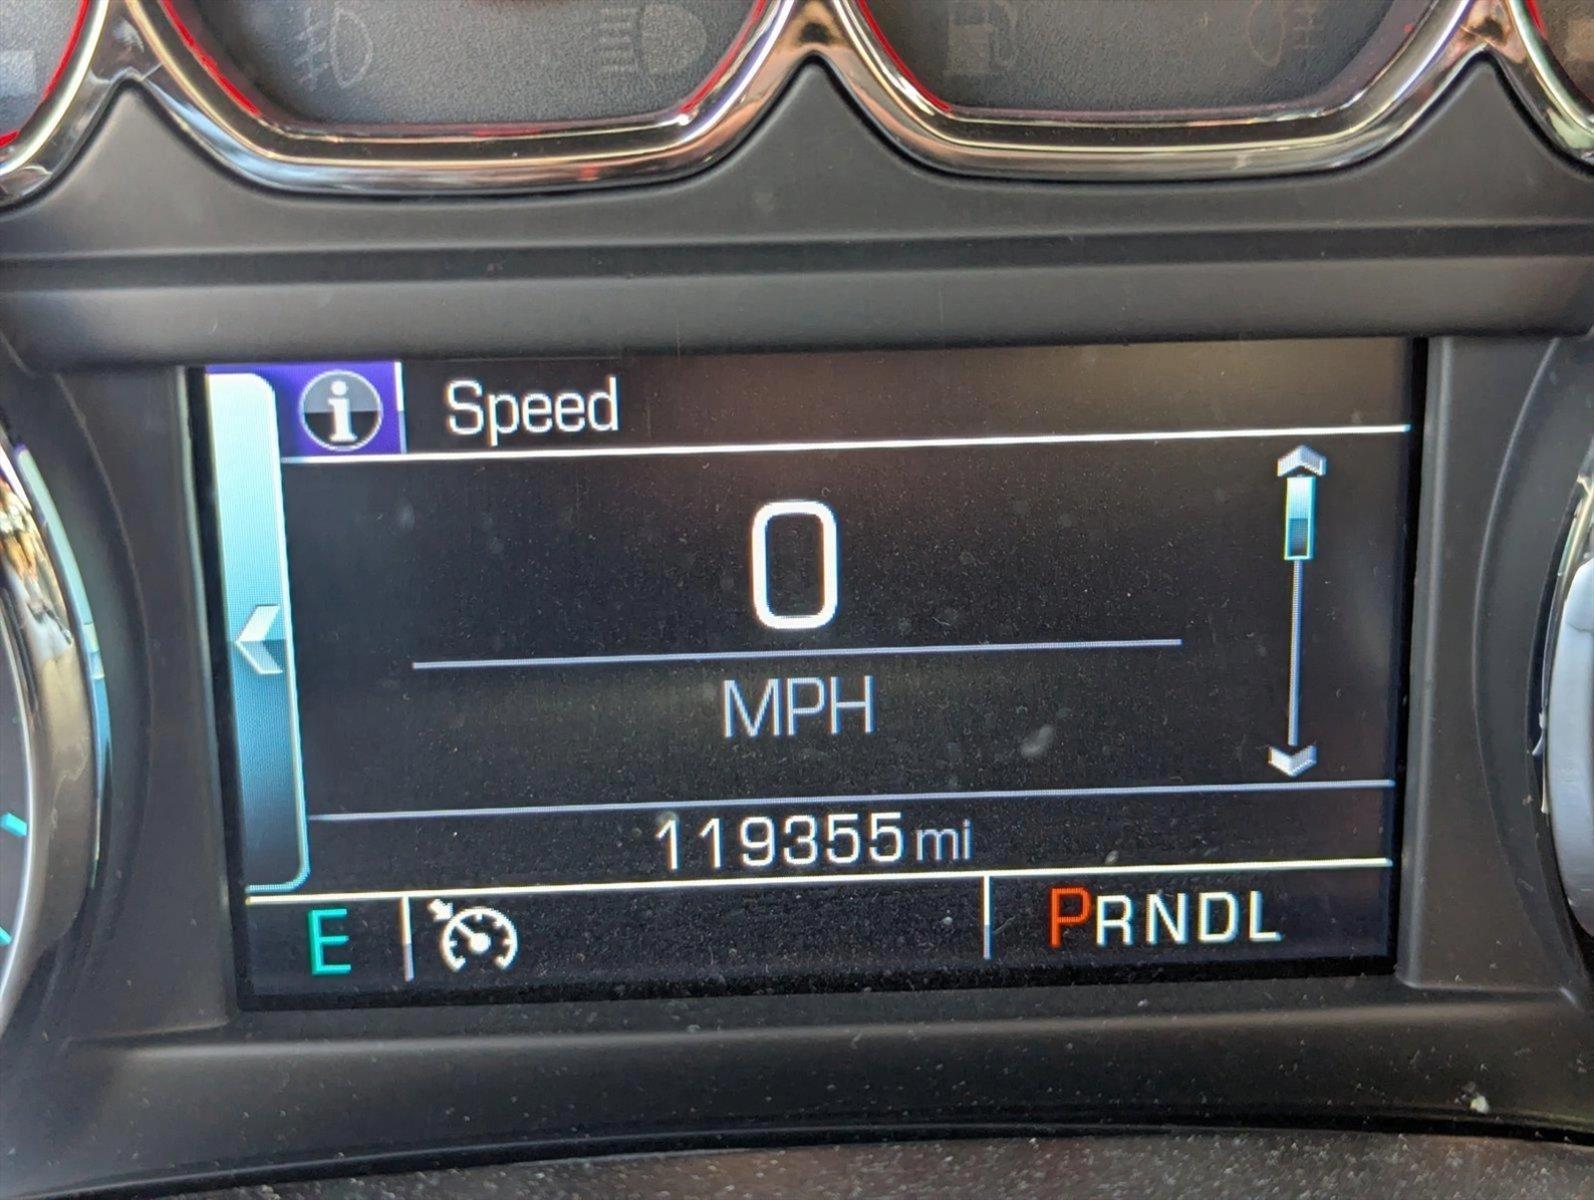 i Speed
0
MPH
119355 mi
E PRNDL